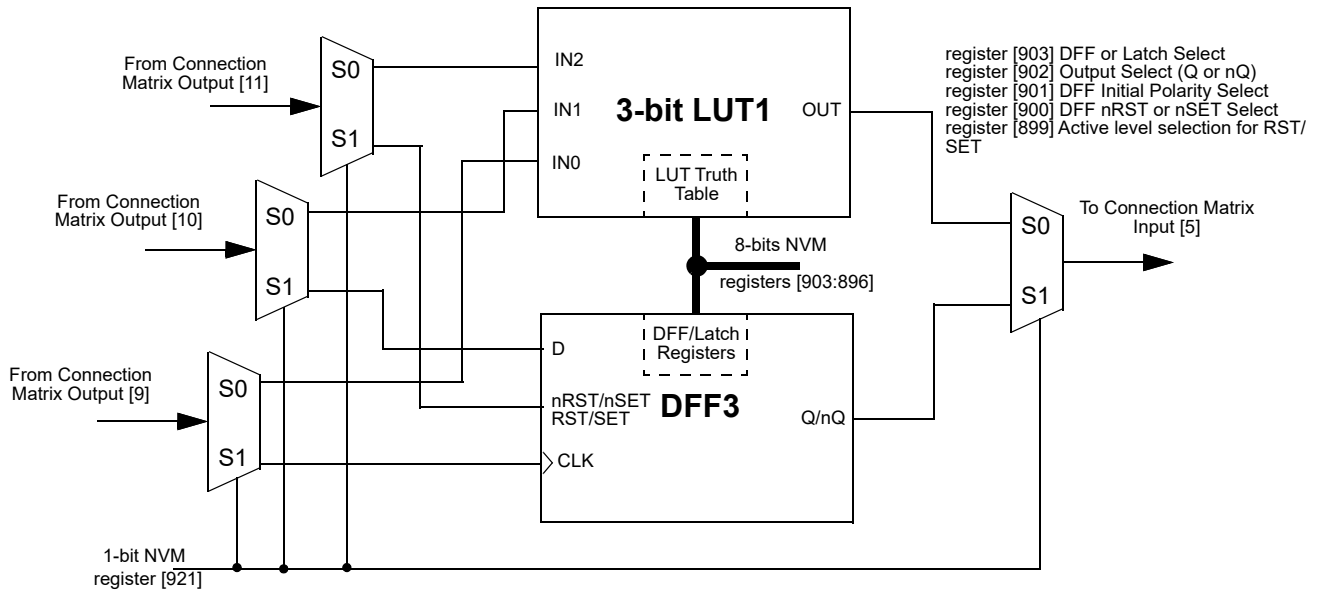 From Connection
Matrix Output [11]
S0
S1
From Connection
Matrix Output [10]
S0
S1
From Connection
Matrix Output [9]
S0
S1
1-bit NVM
register [921]
IN2
IN1
IN0
3-bit LUT1
OUT
LUT Truth
Table
8-bits NVM
registers [903:896]
DFF/Latch
Registers
D
nRST/nSET
RST/SET
DFF3
Q/nQ
CLK
register [903] DFF or Latch Select
register [902] Output Select (Q or nQ)
register [901] DFF Initial Polarity Select
register [900] DFF nRST or nSET Select
register [899] Active level selection for RST/
SET
S0
S1
To Connection Matrix
Input [5]